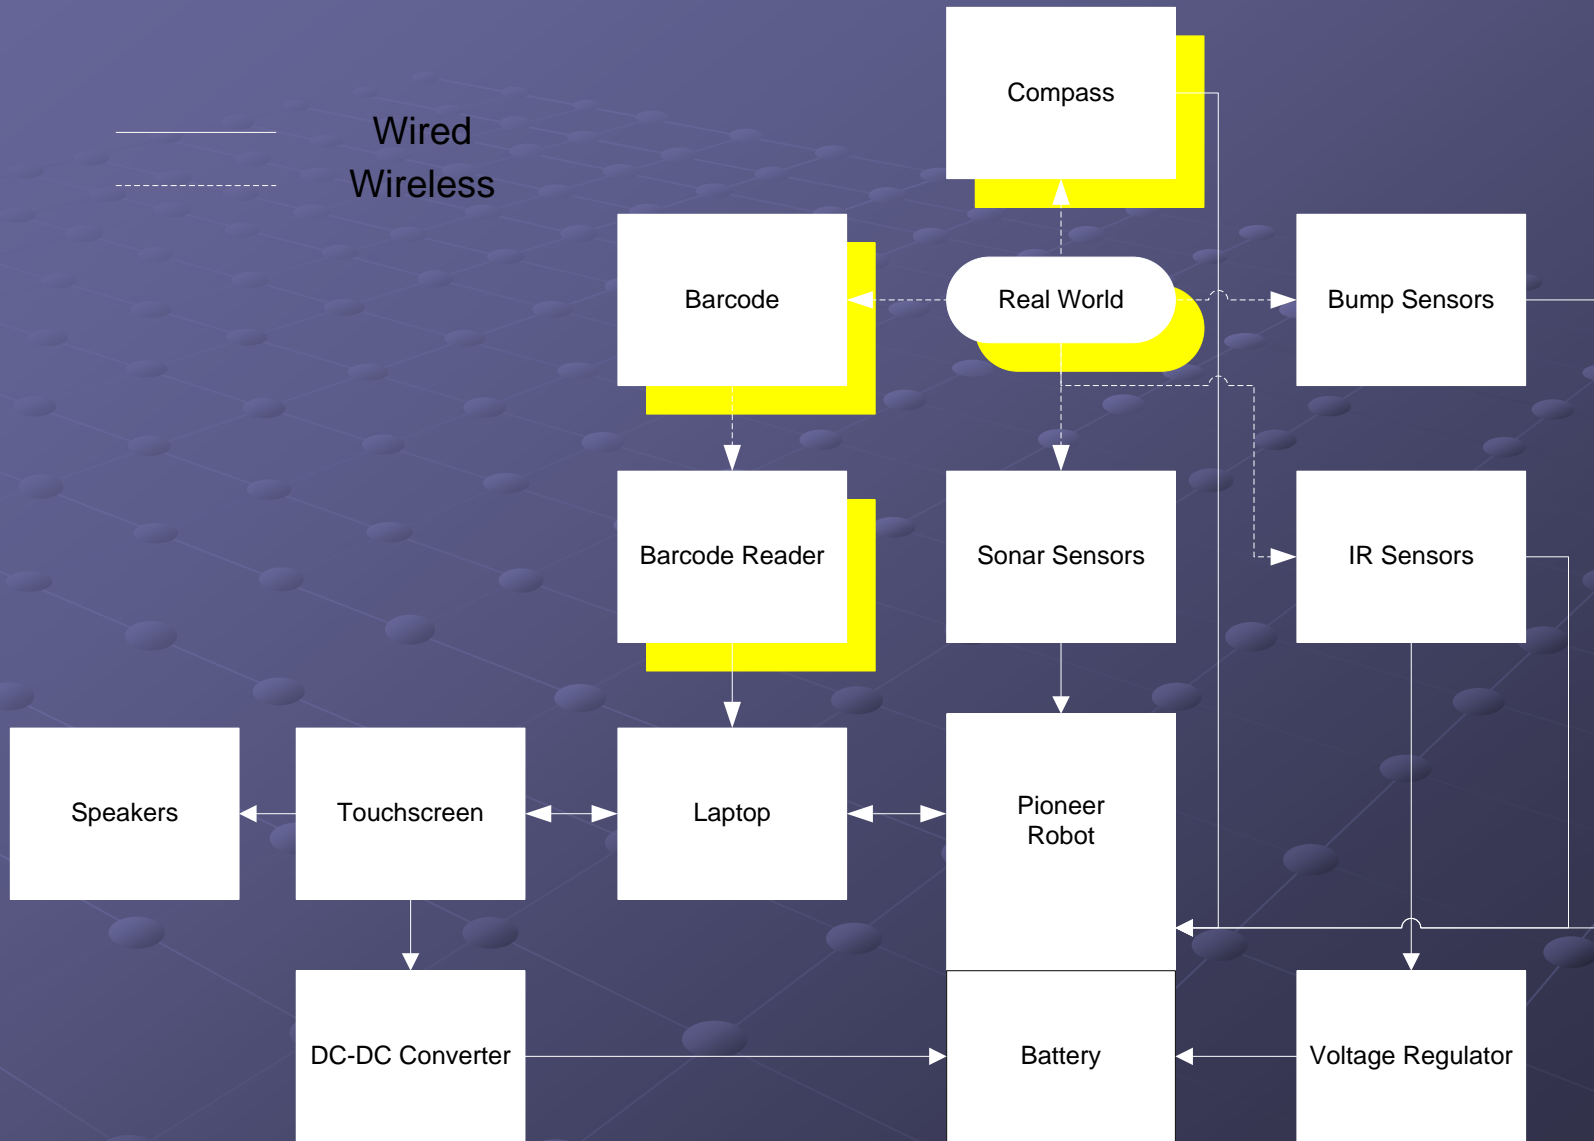 Compass
Wired
Wireless
Barcode
Real World
Bump Sensors
Barcode Reader
Sonar Sensors
IR Sensors
Speakers
Touchscreen
Laptop
Pioneer
Robot
DC-DC Converter
Battery
Voltage Regulator